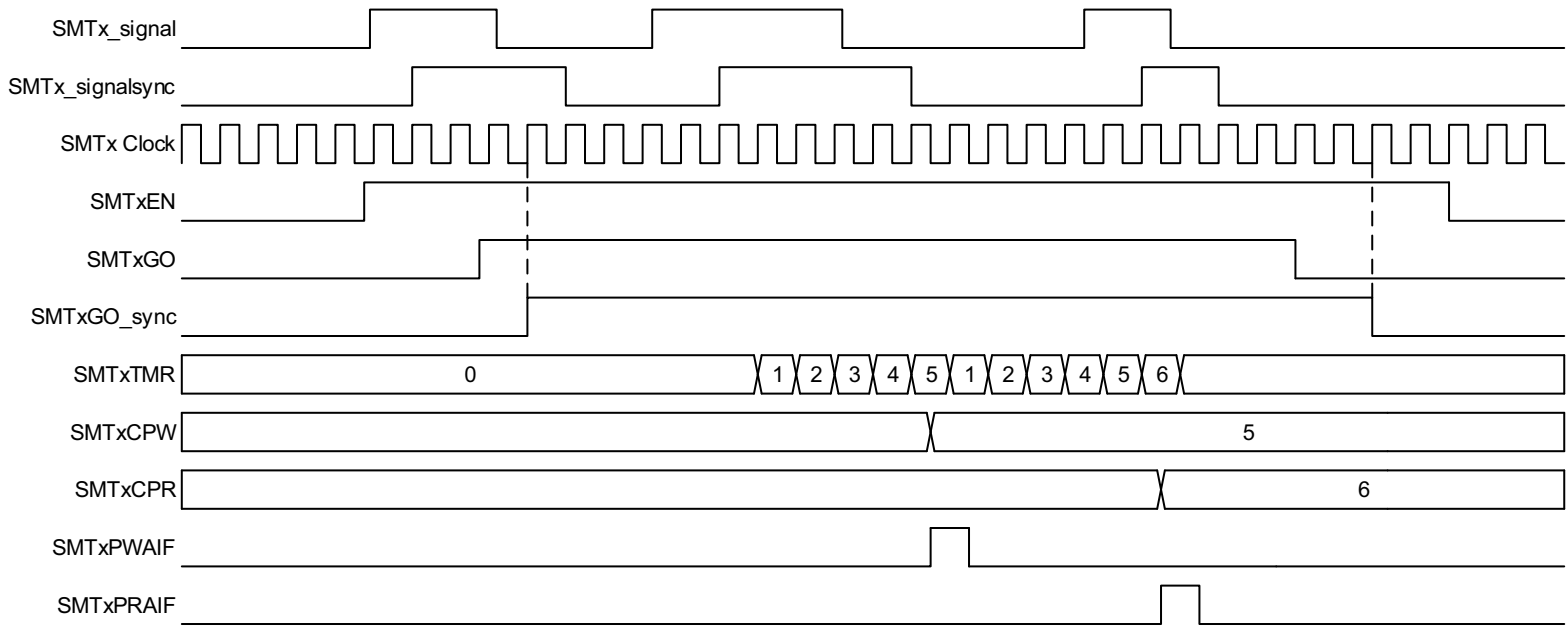 SMTx_signal
SMTx_signalsync
SMTx Clock
SMTxEN
SMTxGO
SMTxGO_sync
SMTxTMR 0 1 2 3 4 5 1 2 3 4 5 6
SMTxCPW 5
SMTxCPR 6
SMTxPWAIF
SMTxPRAIF